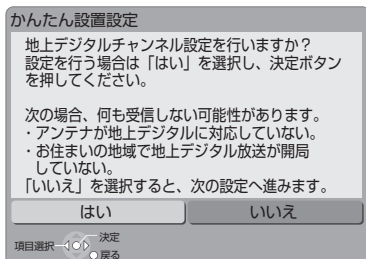 かんたん設置設定
地上デジタルチャンネル設定を行いますか？
設定を行う場合は「はい」を選択し、決定ボタン
を押してください。
次の場合、何も受信しない可能性があります。
・アンテナが地上デジタルに対応していない。
・お住まいの地域で地上デジタル放送が開局
していない。
「いいえ」を選択すると、次の設定へ進みます。
はい
いいえ
項目選択
決定
戻る